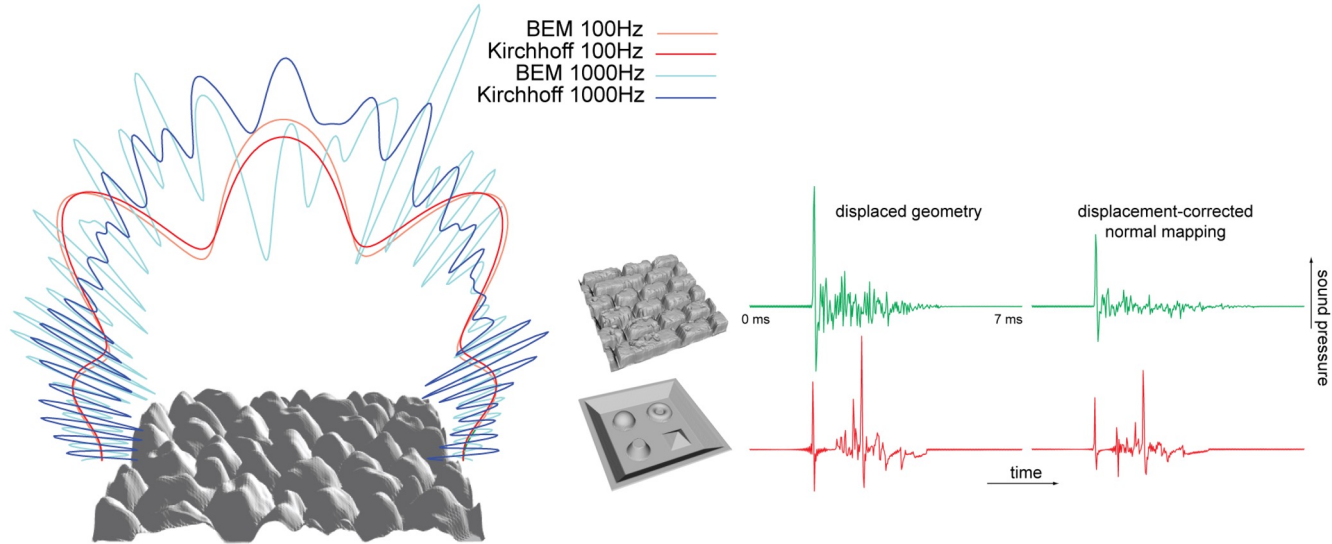 BEM 100Hz
Kirchhoff 100Hz
BEM 1000Hz
Kirchhoff 1000Hz
displaced geometry
displacement-corrected
normal mapping
sound pressure
0 ms
7 ms
time